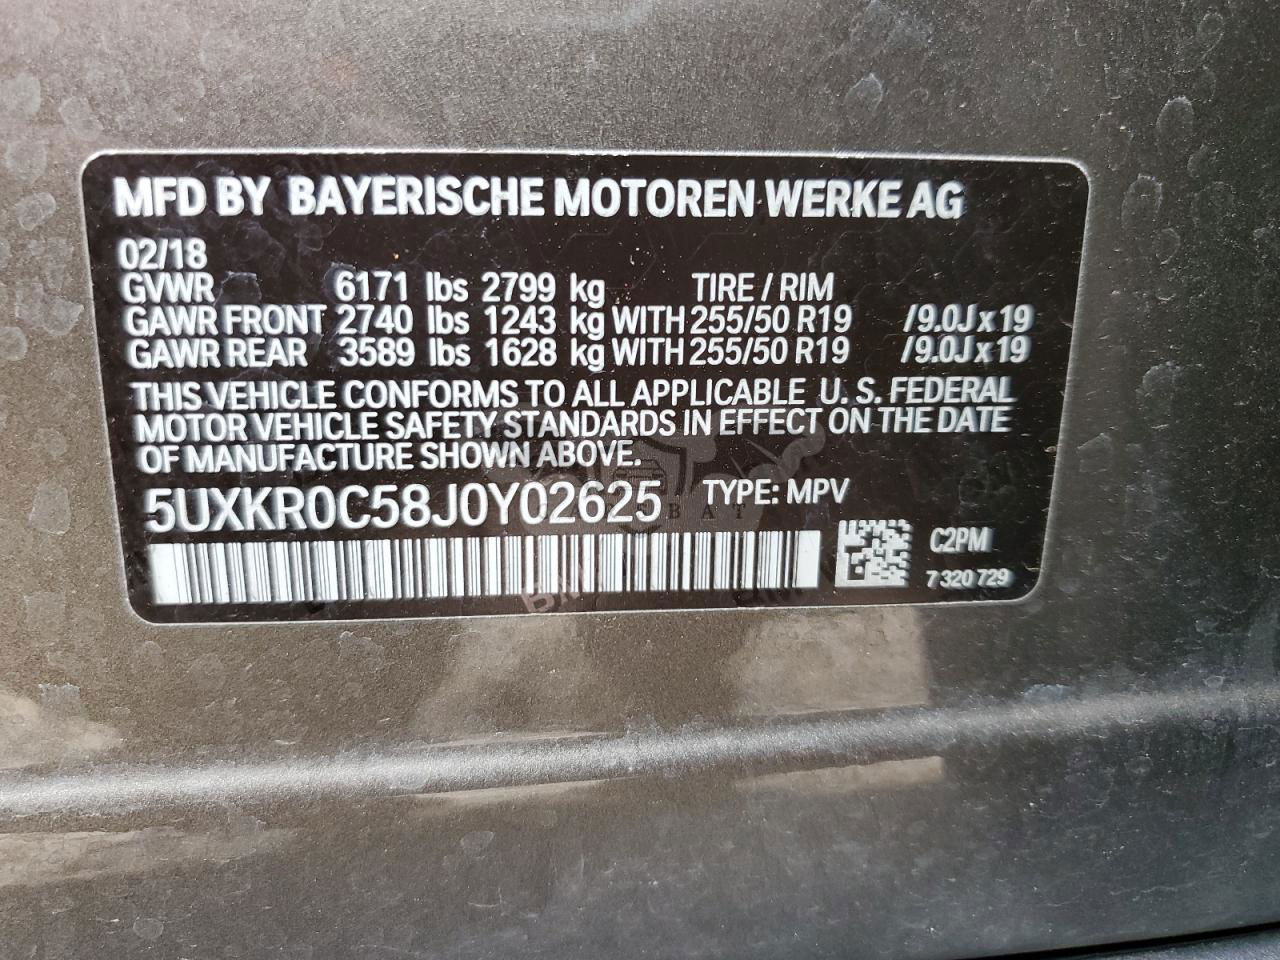 MFD BY BAYERISCHE MOTOREN WERKE AG
02/18
GVWR 6171 lbs 2799 kg TIRE / RIM
GAWR FRONT 2740 lbs 1243 kg WITH 255/50 R19 /9.0J x 19
GAWR REAR 3589 lbs 1628 kg WITH 255/50 R19 /9.0J x 19
THIS VEHICLE CONFORMS TO ALL APPLICABLE U. S. FEDERAL
MOTOR VEHICLE SAFETY STANDARDS IN EFFECT ON THE DATE
OF MANUFACTURE SHOWN ABOVE.
5UXKR0C58J0Y02625 TYPE: MPV
C2PM
7 320 729